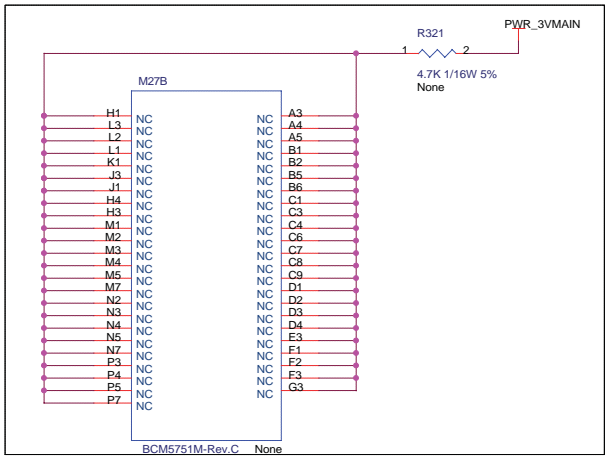 PWR_3VMAIN
R321
1 2
4.7K 1/16W 5%
None
M27B
H1 NC NC A3
L3 NC NC A4
L2 NC NC A5
L1 NC NC B1
K1 NC NC B2
J3 NC NC B5
J1 NC NC B6
H4 NC NC C1
H3 NC NC C3
M1 NC NC C4
M2 NC NC C6
M3 NC NC C7
M4 NC NC C8
M5 NC NC C9
M7 NC NC D1
N2 NC NC D2
N3 NC NC D3
N4 NC NC D4
N5 NC NC E3
N7 NC NC F1
P3 NC NC F2
P4 NC NC F3
P5 NC NC G3
P7 NC
BCM5751M-Rev.C None